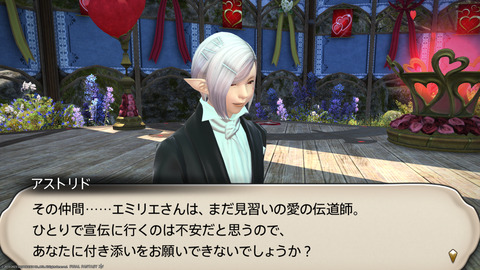 アストリド
その仲間……エミリエさんは、まだ見習いの愛の伝道師。
ひとりで宣伝に行くのは不安だと思うので、
あなたに付き添いをお願いできないでしょうか？